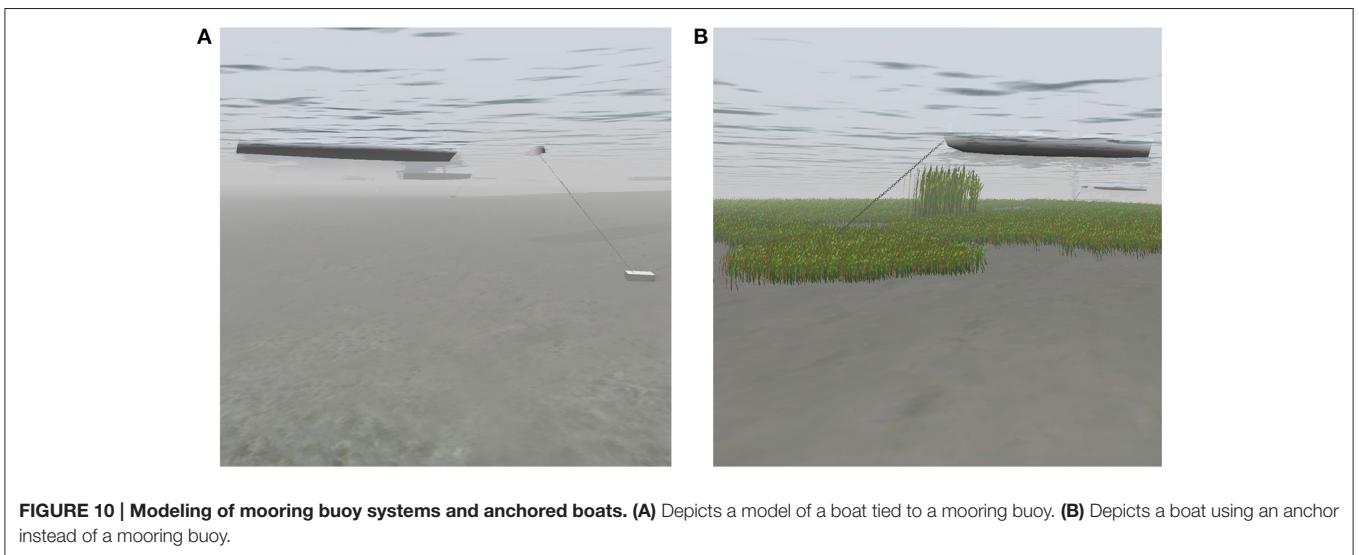 A
B
FIGURE 10 | Modeling of mooring buoy systems and anchored boats. (A) Depicts a model of a boat tied to a mooring buoy. (B) Depicts a boat using an anchor
instead of a mooring buoy.